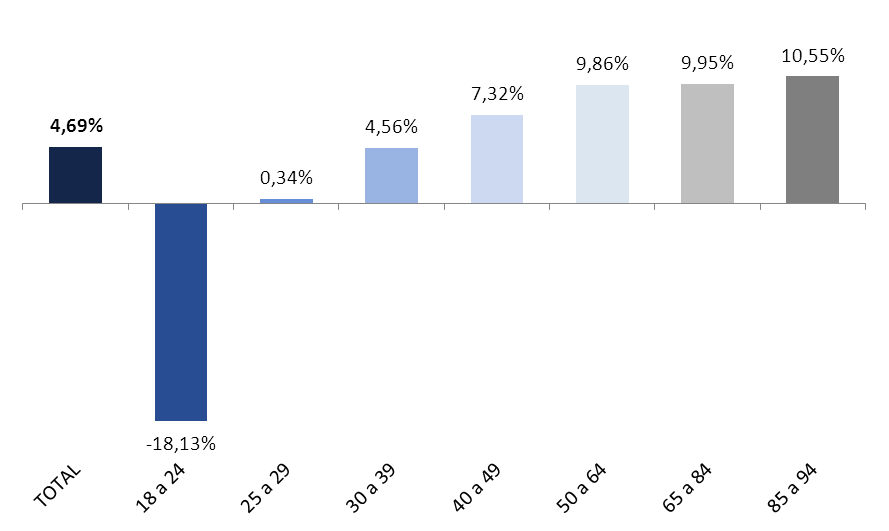 4,69%
-18,13%
0,34%
4,56%
7,32%
9,86%
9,95%
10,55%
TOTAL
18 a 24
25 a 29
30 a 39
40 a 49
50 a 64
65 a 84
85 a 94